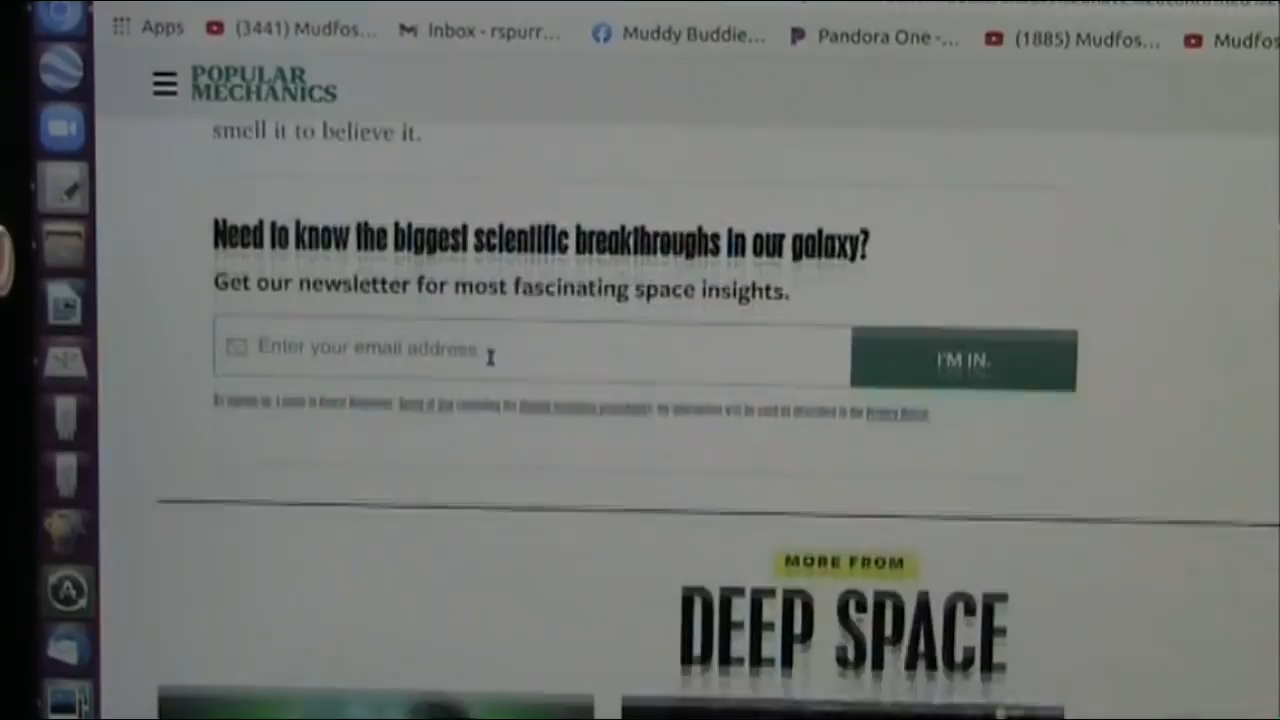 Apps (3441) Mudfos... Inbox - rspurr... Muddy Buddie... Pandora One -... (1885) Mudfos... Mudfos
POPULAR
MECHANICS
smell it to believe it.
Need to know the biggest scientific breakthroughs in our galaxy?
Get our newsletter for most fascinating space insights.
Enter your email address
I'M IN.
MORE FROM
DEEP SPACE